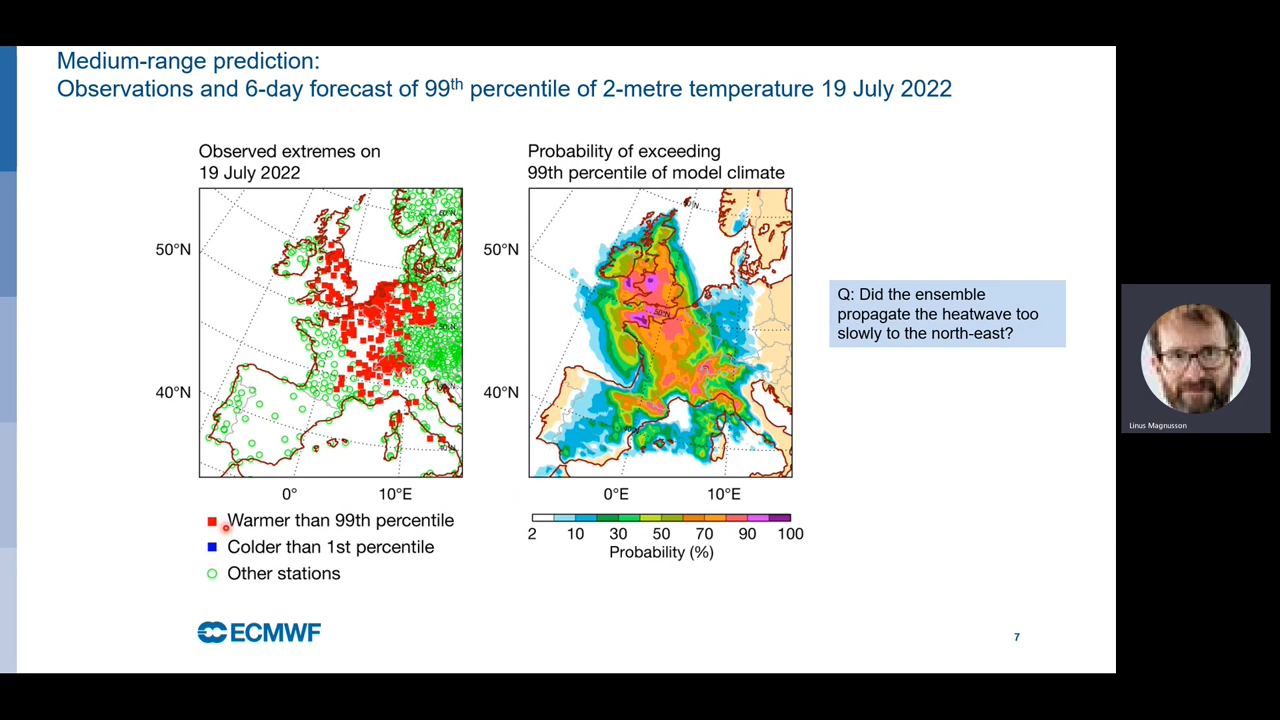 Medium-range prediction:
Observations and 6-day forecast of 99th percentile of 2-metre temperature 19 July 2022
Observed extremes on
19 July 2022
Probability of exceeding
99th percentile of model climate
50°N
40°N
0°
10°E
50°N
40°N
0°E
10°E
Warmer than 99th percentile
Colder than 1st percentile
Other stations
2 10 30 50 70 90 100
Probability (%)
Q: Did the ensemble
propagate the heatwave too
slowly to the north-east?
Linus Magnusson
ECMWF
7